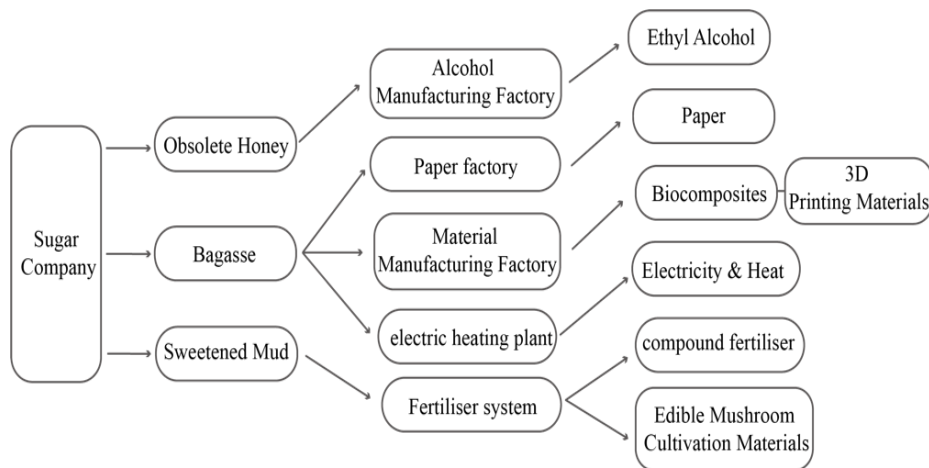 Sugar
Company
Obsolete Honey
Bagasse
Sweetened Mud
Alcohol
Manufacturing Factory
Paper factory
Material
Manufacturing Factory
electric heating plant
Fertiliser system
Ethyl Alcohol
Paper
Biocomposites
3D
Printing Materials
Electricity & Heat
compound fertiliser
Edible Mushroom
Cultivation Materials